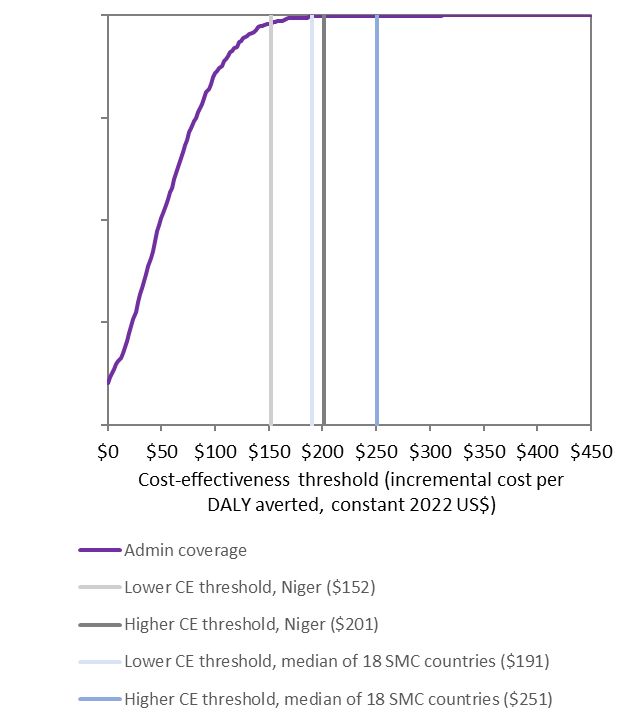 $0 $50 $100 $150 $200 $250 $300 $350 $400 $450
Cost-effectiveness threshold (incremental cost per
DALY averted, constant 2022 US$)
Admin coverage
Lower CE threshold, Niger ($152)
Higher CE threshold, Niger ($201)
Lower CE threshold, median of 18 SMC countries ($191)
Higher CE threshold, median of 18 SMC countries ($251)